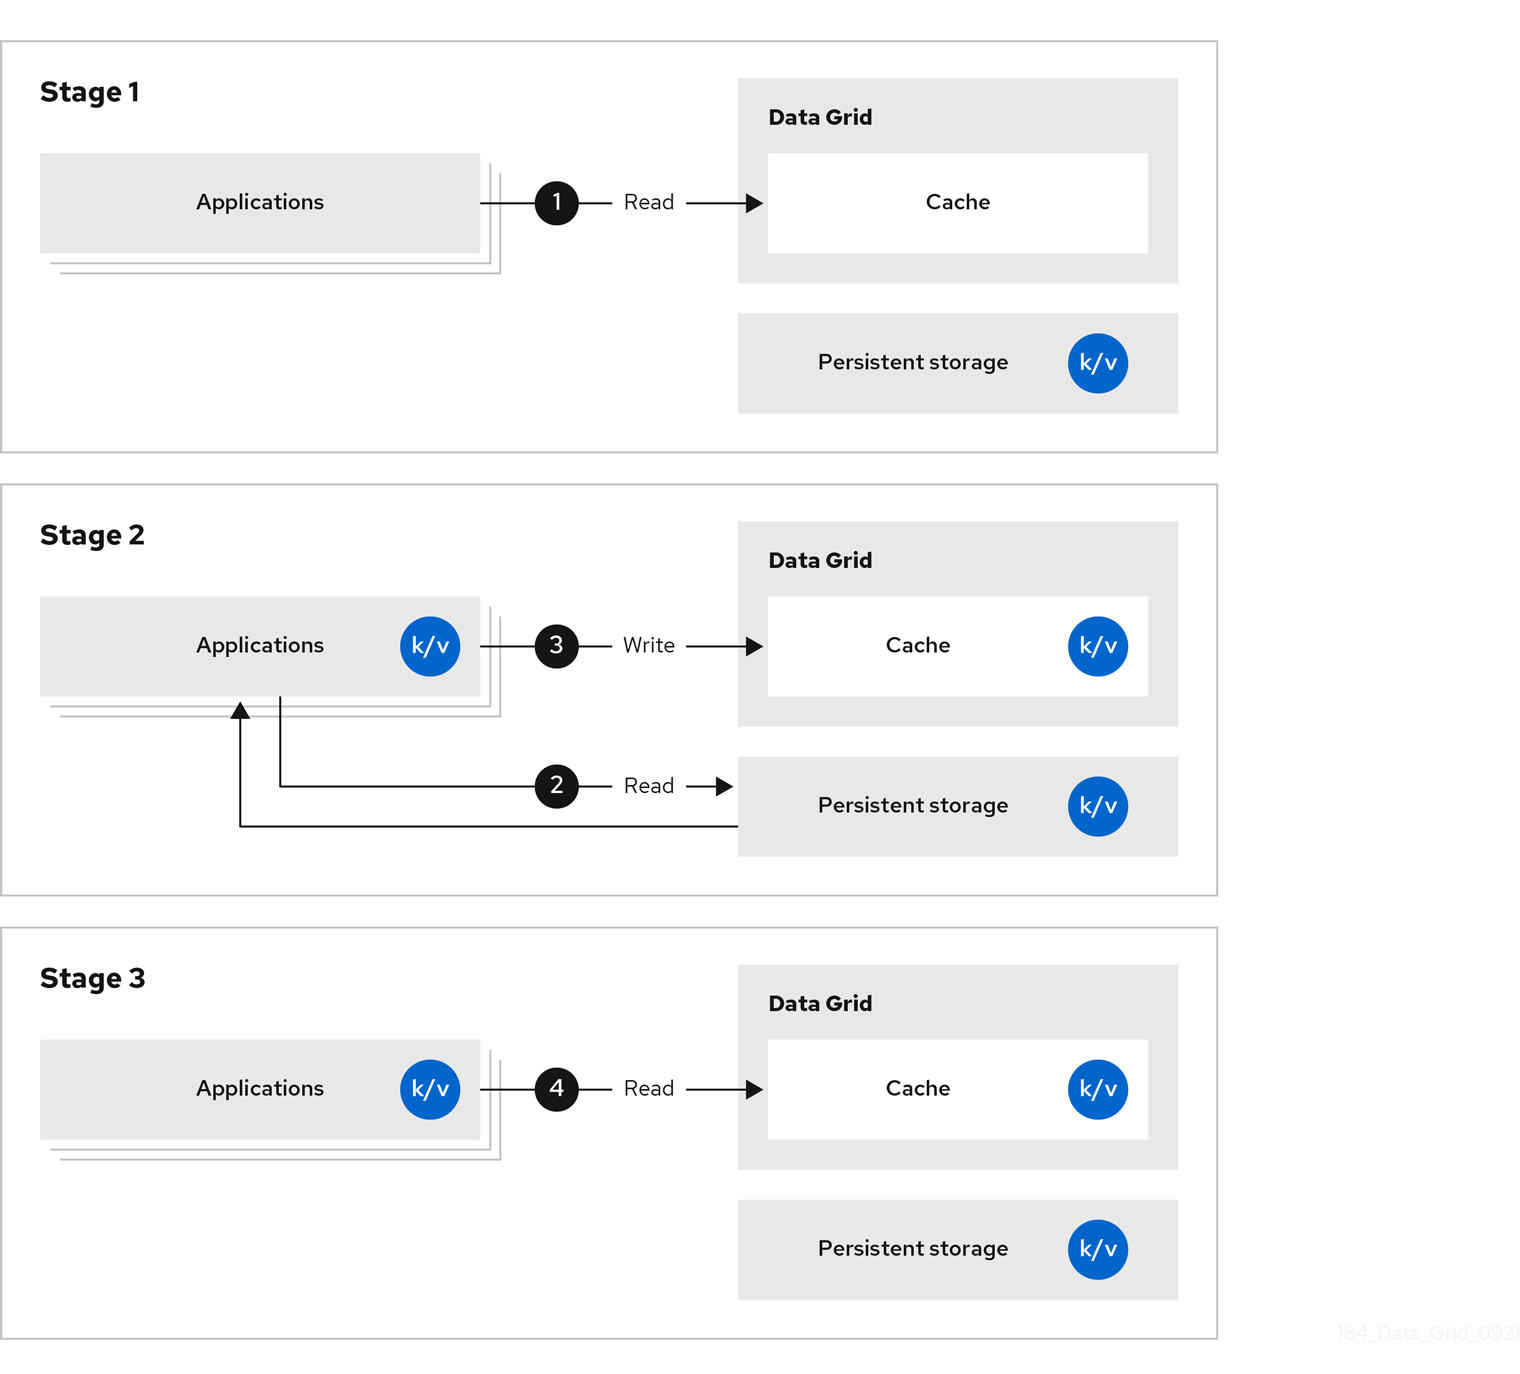 Stage 1
Data Grid
Applications
1
Read
Cache
Persistent storage
k/v
Stage 2
Data Grid
Applications
k/v
3
Write
Cache
k/v
2
Read
Persistent storage
k/v
Stage 3
Data Grid
Applications
k/v
4
Read
Cache
k/v
Persistent storage
k/v
184_Data_Grid_0921